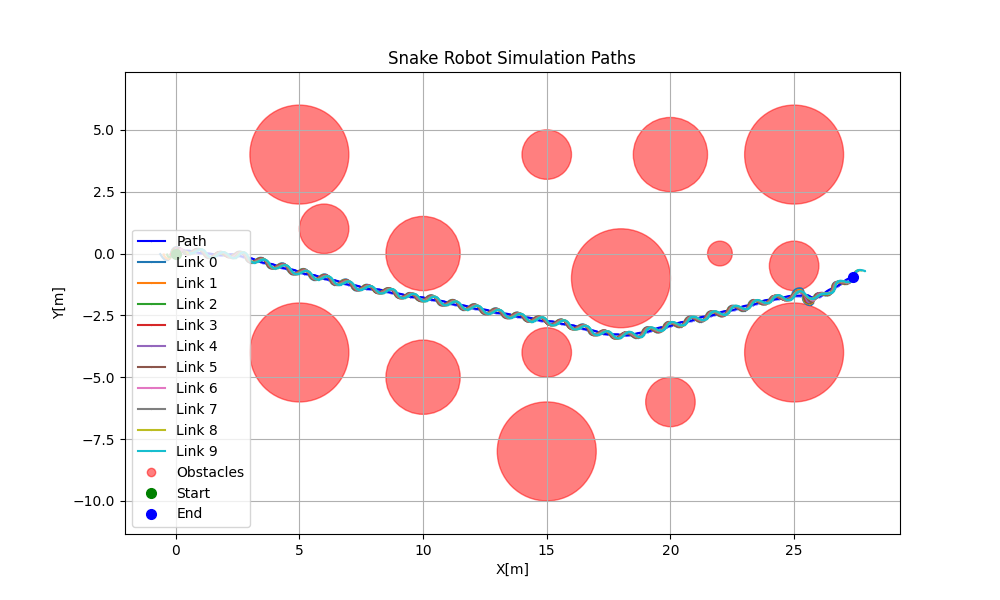 Snake Robot Simulation Paths
5.0
2.5
0.0
−2.5
−5.0
−7.5
−10.0
Y[m]
Path
Link 0
Link 1
Link 2
Link 3
Link 4
Link 5
Link 6
Link 7
Link 8
Link 9
Obstacles
Start
End
0 5 10 15 20 25
X[m]